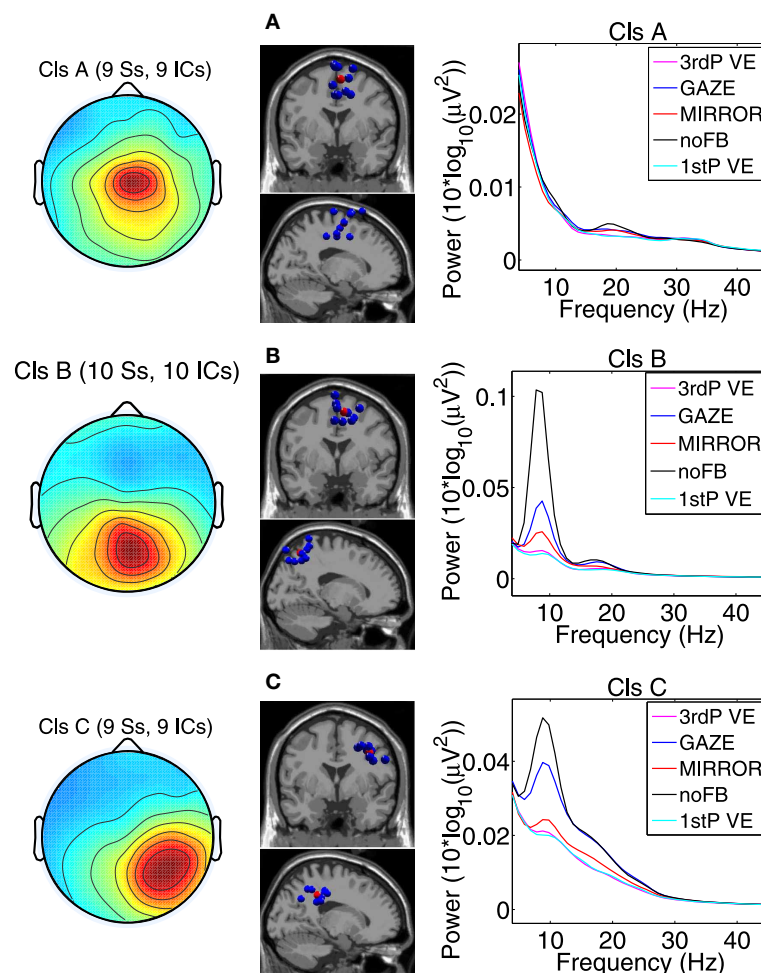 A
Cls A (9 Ss, 9 ICs)
Cls A
Power (10*log10(µV2))
0.02
0.01
0
20
40
Frequency (Hz)
3rdP VE
GAZE
MIRROR
noFB
1stP VE
B
Cls B (10 Ss, 10 ICs)
Cls B
Power (10*log10(µV2))
0.1
0.05
0
10
20
30
40
Frequency (Hz)
3rdP VE
GAZE
MIRROR
noFB
1stP VE
C
Cls C (9 Ss, 9 ICs)
Cls C
Power (10*log10(µV2))
0.04
0.02
0
10
20
30
40
Frequency (Hz)
3rdP VE
GAZE
MIRROR
noFB
1stP VE